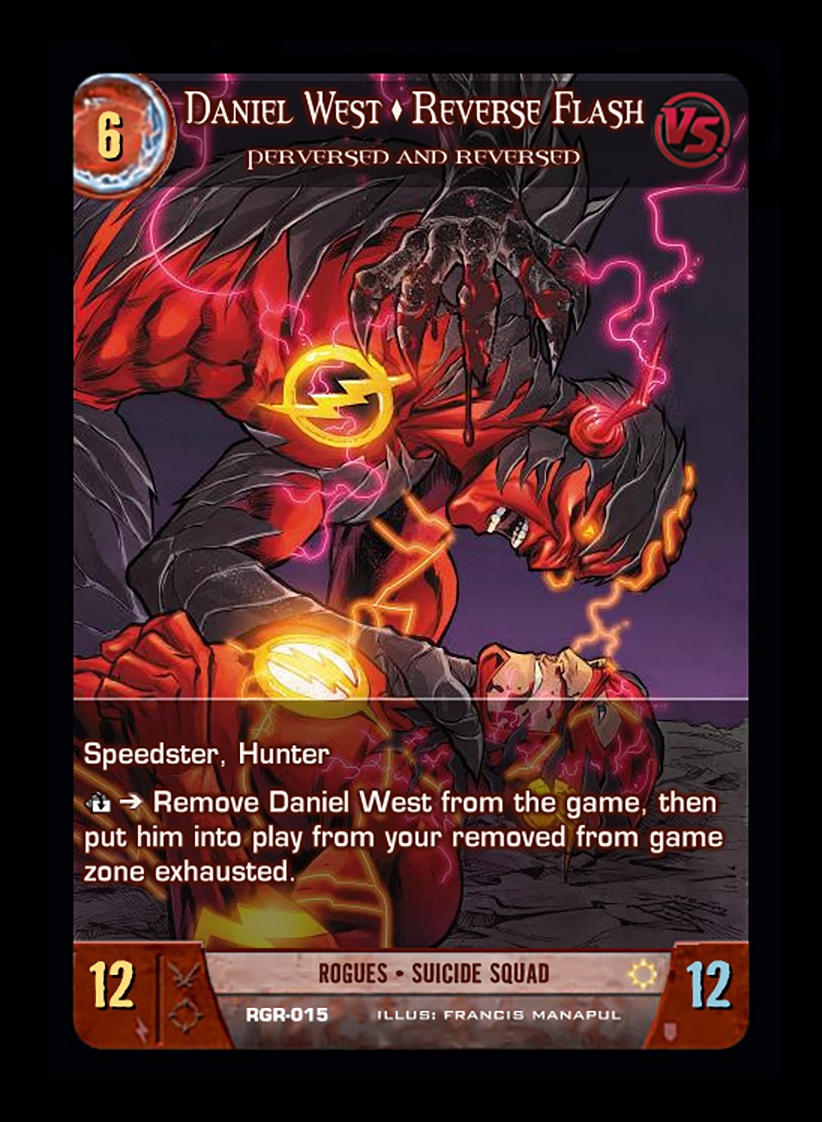 6
DANIEL WEST ♦ REVERSE FLASH
VS.
PERVERSED AND REVERSED
Speedster, Hunter
➔ Remove Daniel West from the game, then
put him into play from your removed from game
zone exhausted.
12
ROGUES • SUICIDE SQUAD
12
RGR-015
ILLUS: FRANCIS MANAPUL